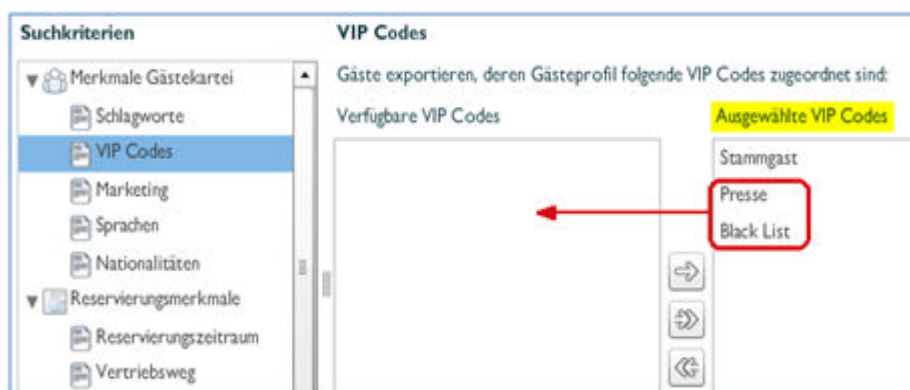 Suchkriterien
Merkmale Gästekartei
Schlagworte
VIP Codes
Marketing
Sprachen
Nationalitäten
Reservierungsmerkmale
Reservierungszeitraum
Vertriebsweg
VIP Codes
Gäste exportieren, deren Gästeprofil folgende VIP Codes zugeordnet sind:
Verfügbare VIP Codes
Ausgewählte VIP Codes
Stammgast
Presse
Black List